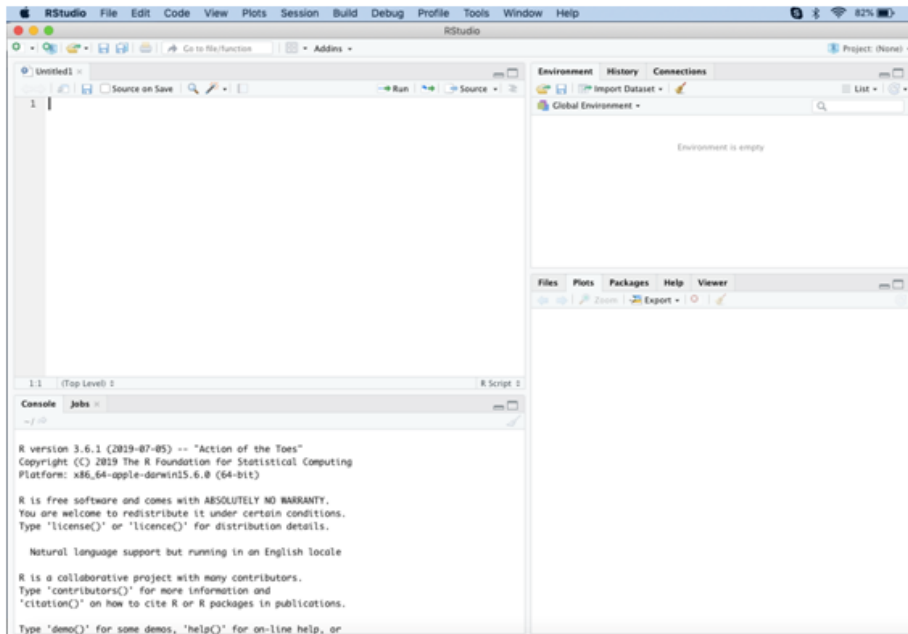 RStudio File Edit Code View Plots Session Build Debug Profile Tools Window Help 82%
RStudio
Go to file/function Addins Project: (None)
Untitled1
Source on Save Run Source
1
1:1 (Top Level) R Script
Console Jobs
~/
R version 3.6.1 (2019-07-05) -- "Action of the Toes"
Copyright (C) 2019 The R Foundation for Statistical Computing
Platform: x86_64-apple-darwin15.6.0 (64-bit)
R is free software and comes with ABSOLUTELY NO WARRANTY.
You are welcome to redistribute it under certain conditions.
Type 'license()' or 'licence()' for distribution details.
Natural language support but running in an English locale
R is a collaborative project with many contributors.
Type 'contributors()' for more information and
'citation()' on how to cite R or R packages in publications.
Type 'demo()' for some demos, 'help()' for on-line help, or
Environment History Connections
Import Dataset List
Global Environment
Environment is empty
Files Plots Packages Help Viewer
Zoom Export